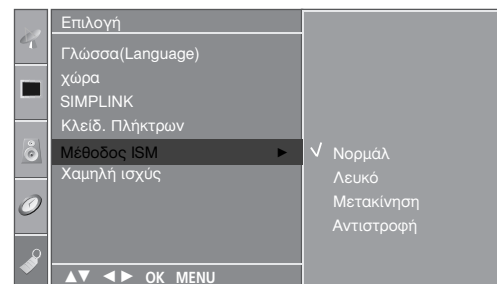 Επιλογή
Γλώσσα(Language)
χώρα
SIMPLINK
Κλείδ. Πλήκτρων
Μέθοδος ISM ►
Χαμηλή ισχύς
√ Νορμάλ
Λευκό
Μετακίνηση
Αντιστροφή
▲▼ ◄► OK MENU